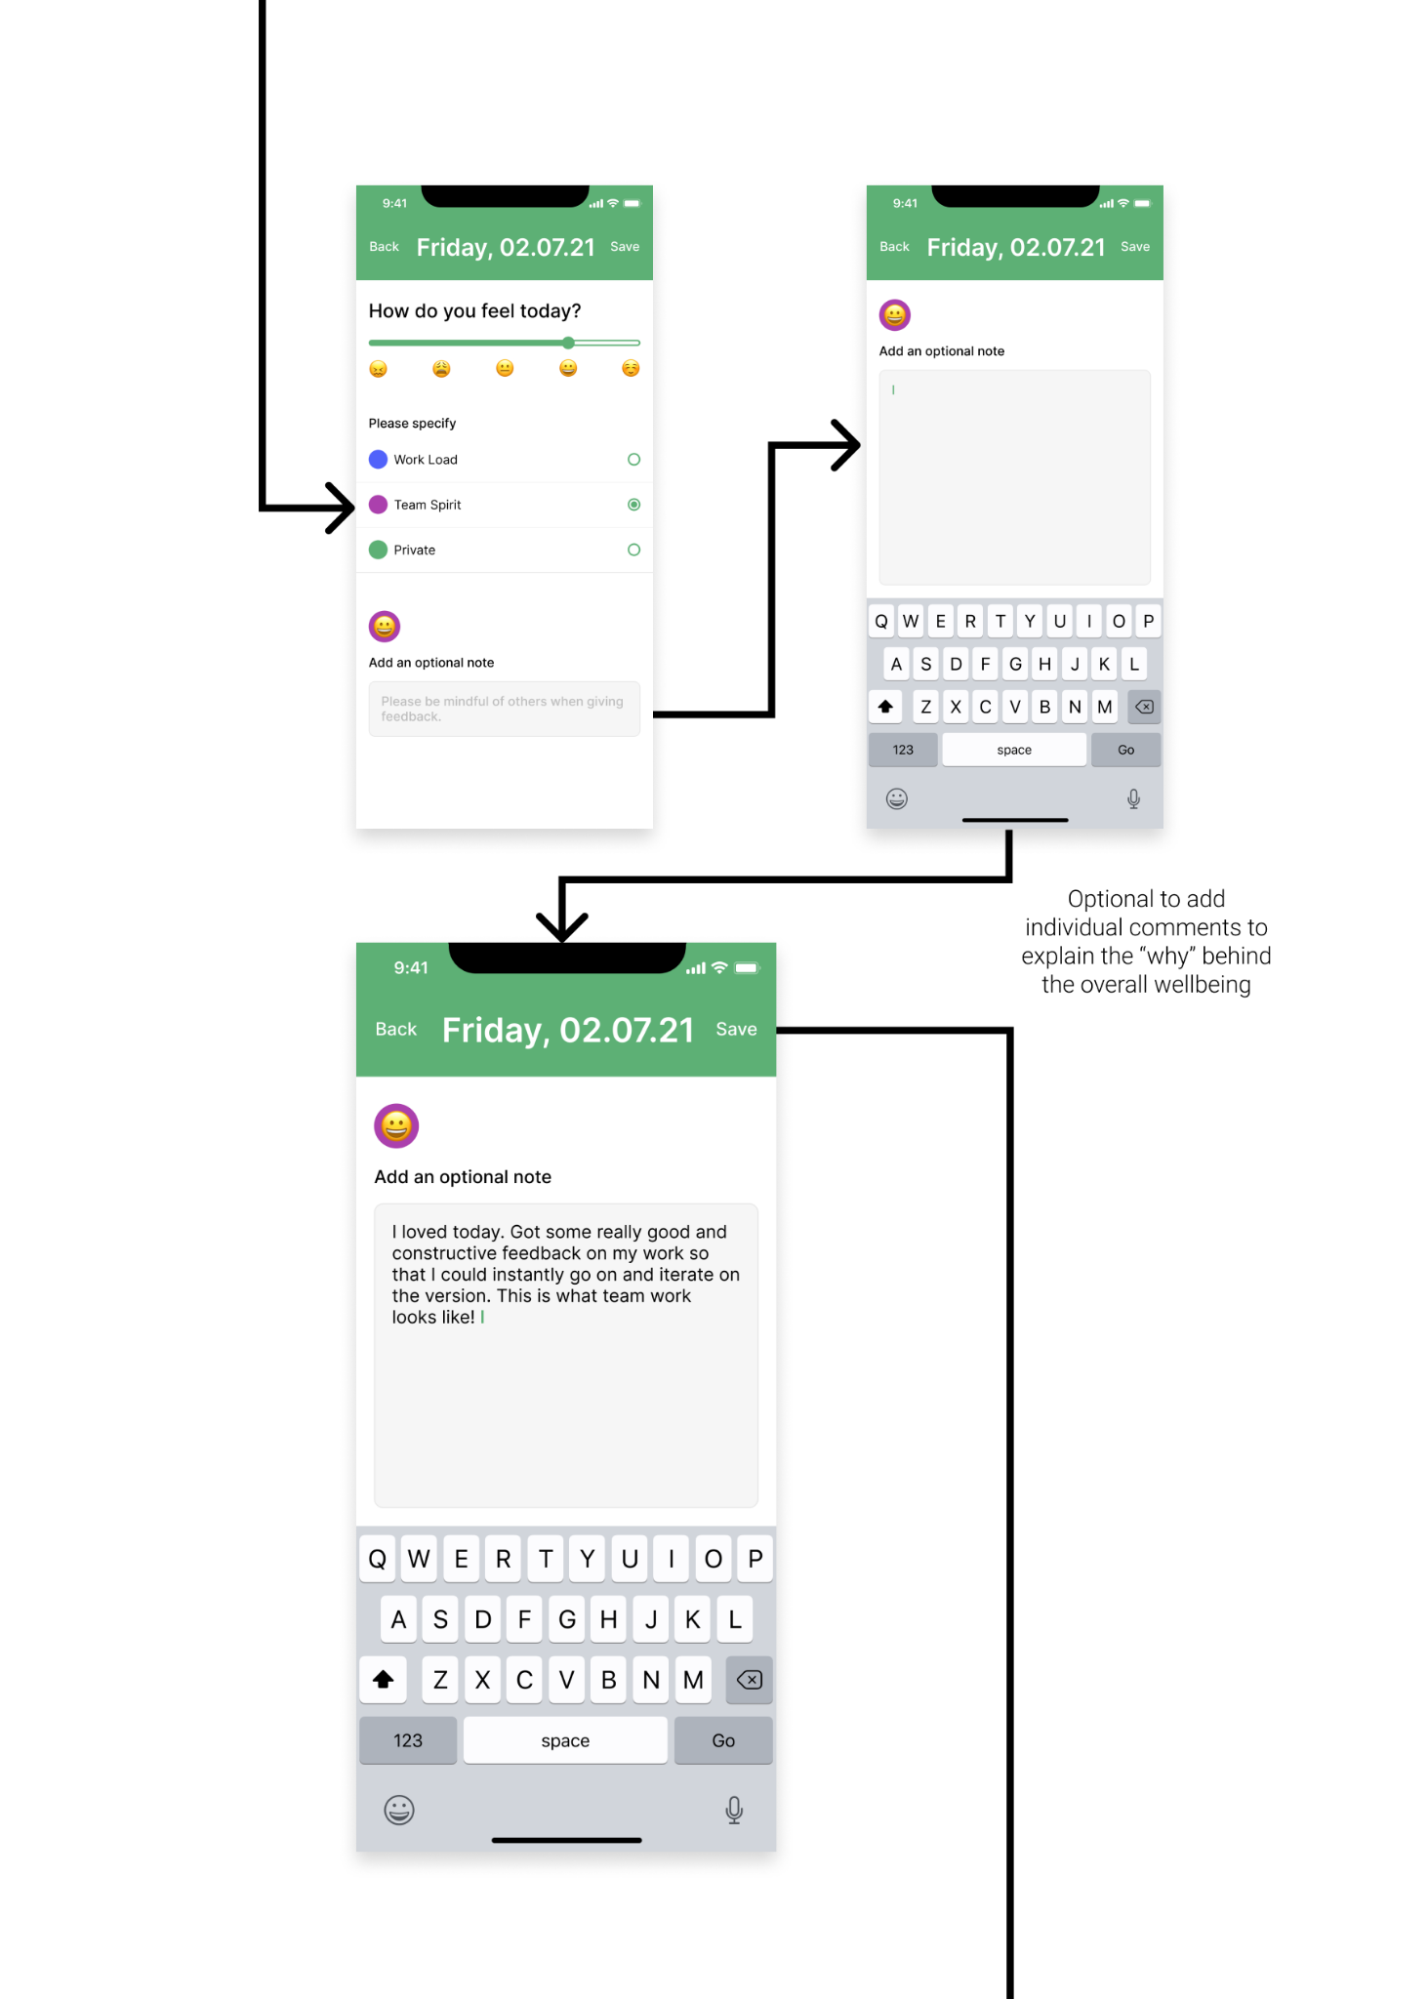 9:41
Back Friday, 02.07.21 Save
How do you feel today?
Please specify
Work Load
Team Spirit
Private
Add an optional note
Please be mindful of others when giving
feedback.
9:41
Back Friday, 02.07.21 Save
Add an optional note
Q W E R T Y U I O P
A S D F G H J K L
Z X C V B N M
123 space Go
Optional to add
individual comments to
explain the “why” behind
the overall wellbeing
9:41
Back Friday, 02.07.21 Save
Add an optional note
I loved today. Got some really good and
constructive feedback on my work so
that I could instantly go on and iterate on
the version. This is what team work
looks like!
Q W E R T Y U I O P
A S D F G H J K L
Z X C V B N M
123 space Go